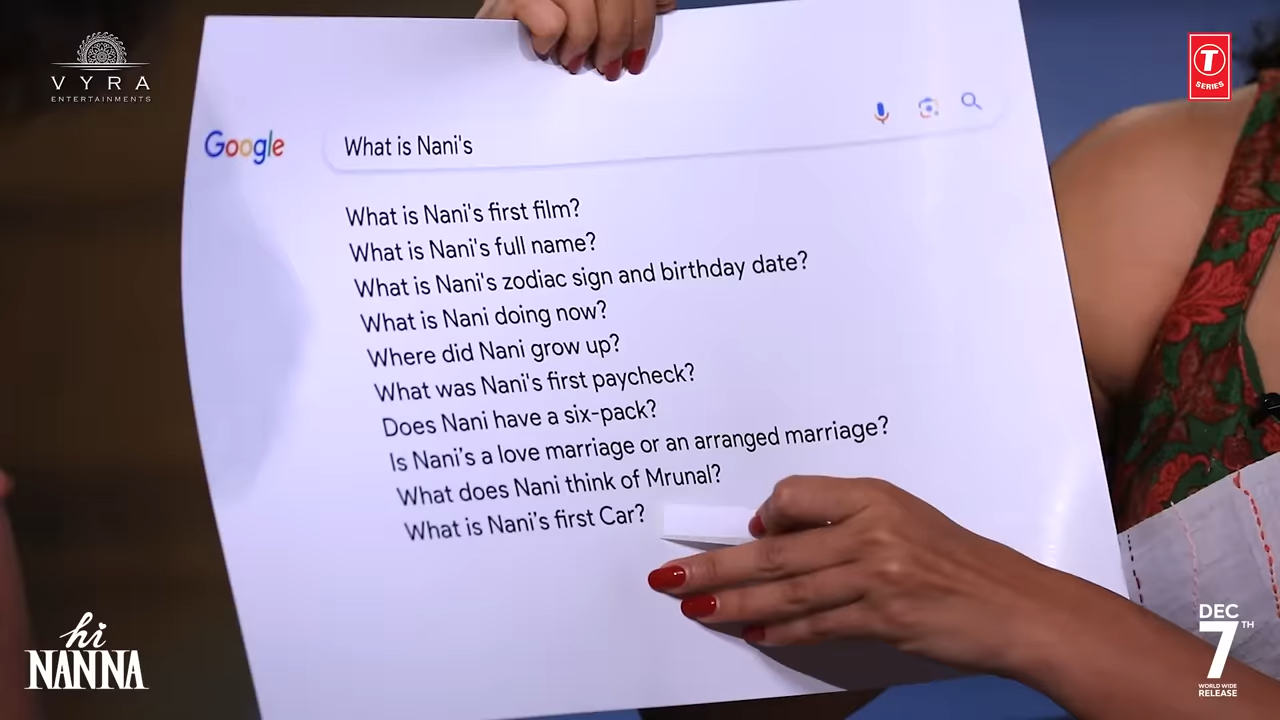 VYRA
ENTERTAINMENTS
T
SERIES
Google
What is Nani's
What is Nani's first film?
What is Nani's full name?
What is Nani's zodiac sign and birthday date?
What is Nani doing now?
Where did Nani grow up?
What was Nani's first paycheck?
Does Nani have a six-pack?
Is Nani's a love marriage or an arranged marriage?
What does Nani think of Mrunal?
What is Nani's first Car?
hi
NANNA
DEC
7TH
WORLD WIDE
RELEASE